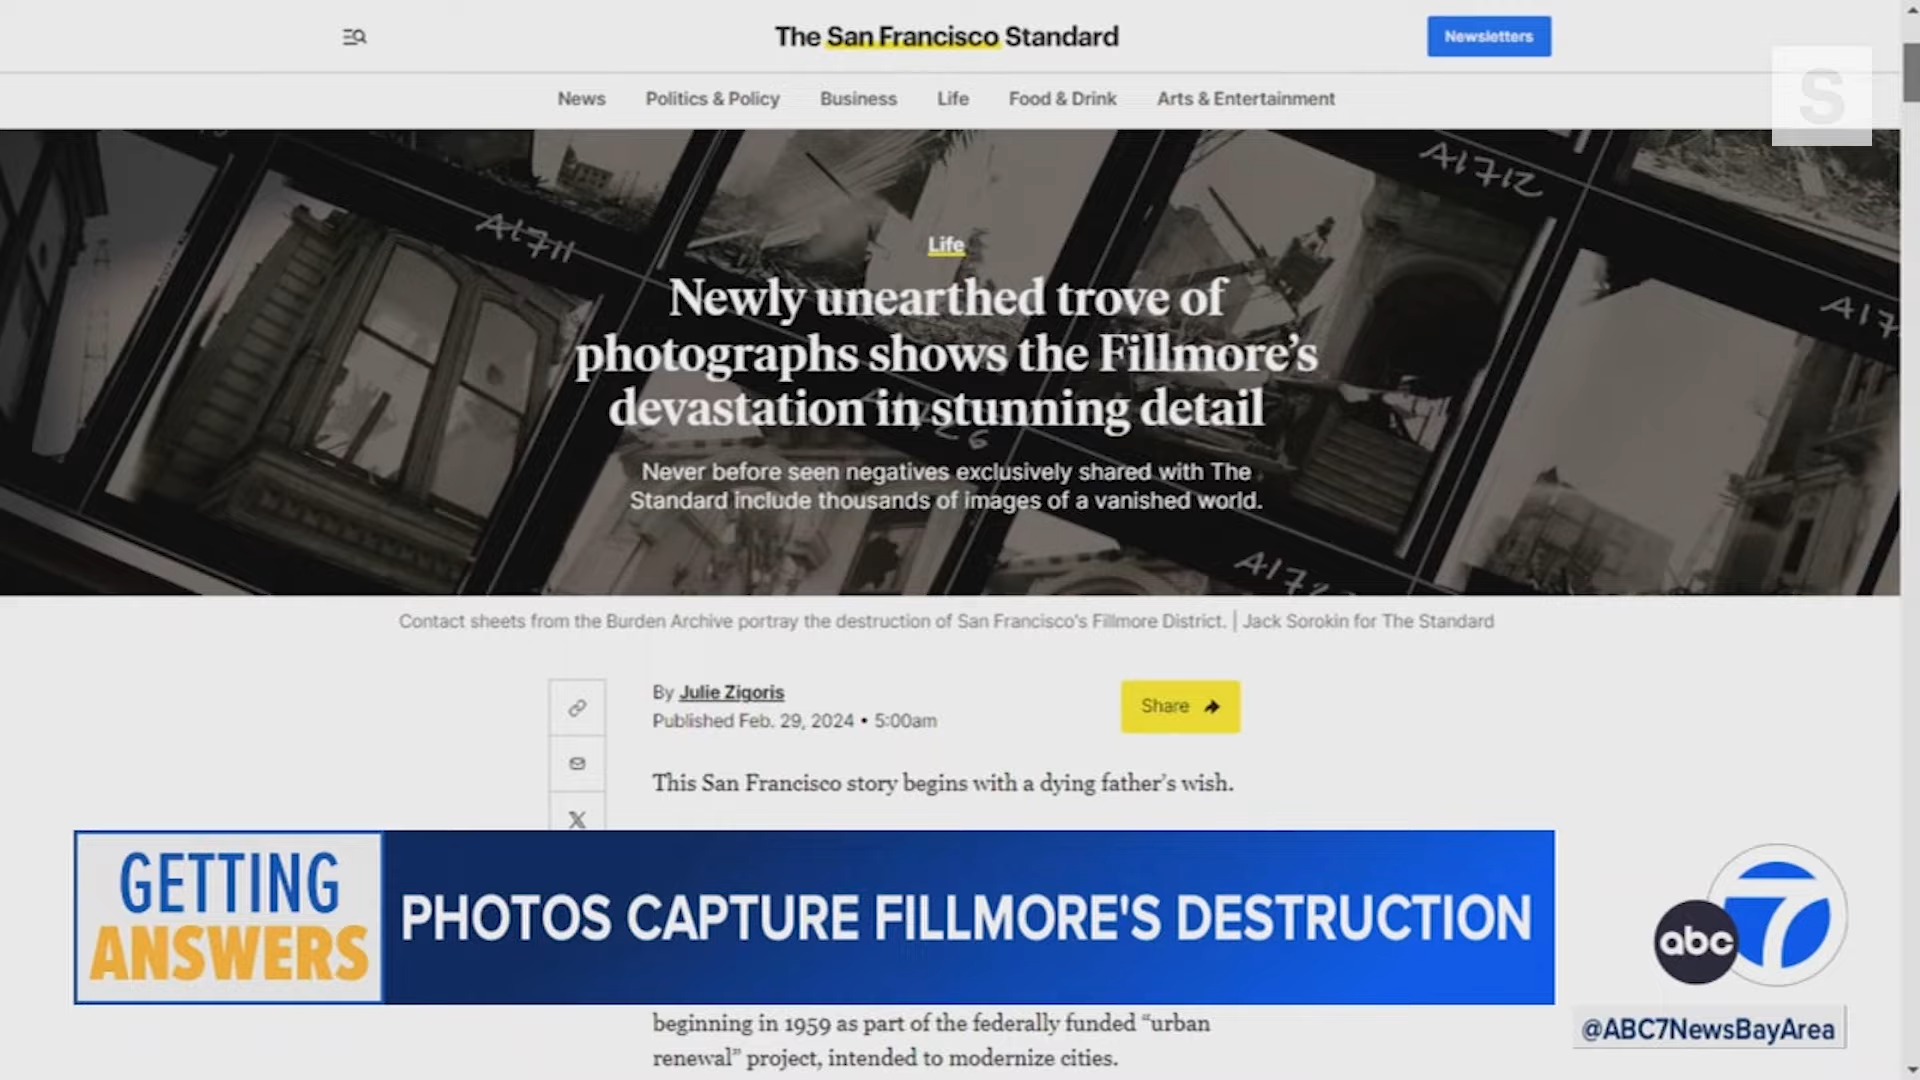 The San Francisco Standard
Newsletters
S
News Politics & Policy Business Life Food & Drink Arts & Entertainment
A1711
A1712
Life
Newly unearthed trove of
photographs shows the Fillmore's
devastation in stunning detail
Never before seen negatives exclusively shared with The
Standard include thousands of images of a vanished world.
Contact sheets from the Burden Archive portray the destruction of San Francisco's Fillmore District. | Jack Sorokin for The Standard
By Julie Zigoris
Published Feb. 29, 2024 • 5:00am
Share
This San Francisco story begins with a dying father's wish.
GETTING
ANSWERS
PHOTOS CAPTURE FILLMORE'S DESTRUCTION
abc 7
beginning in 1959 as part of the federally funded “urban
renewal” project, intended to modernize cities.
@ABC7NewsBayArea